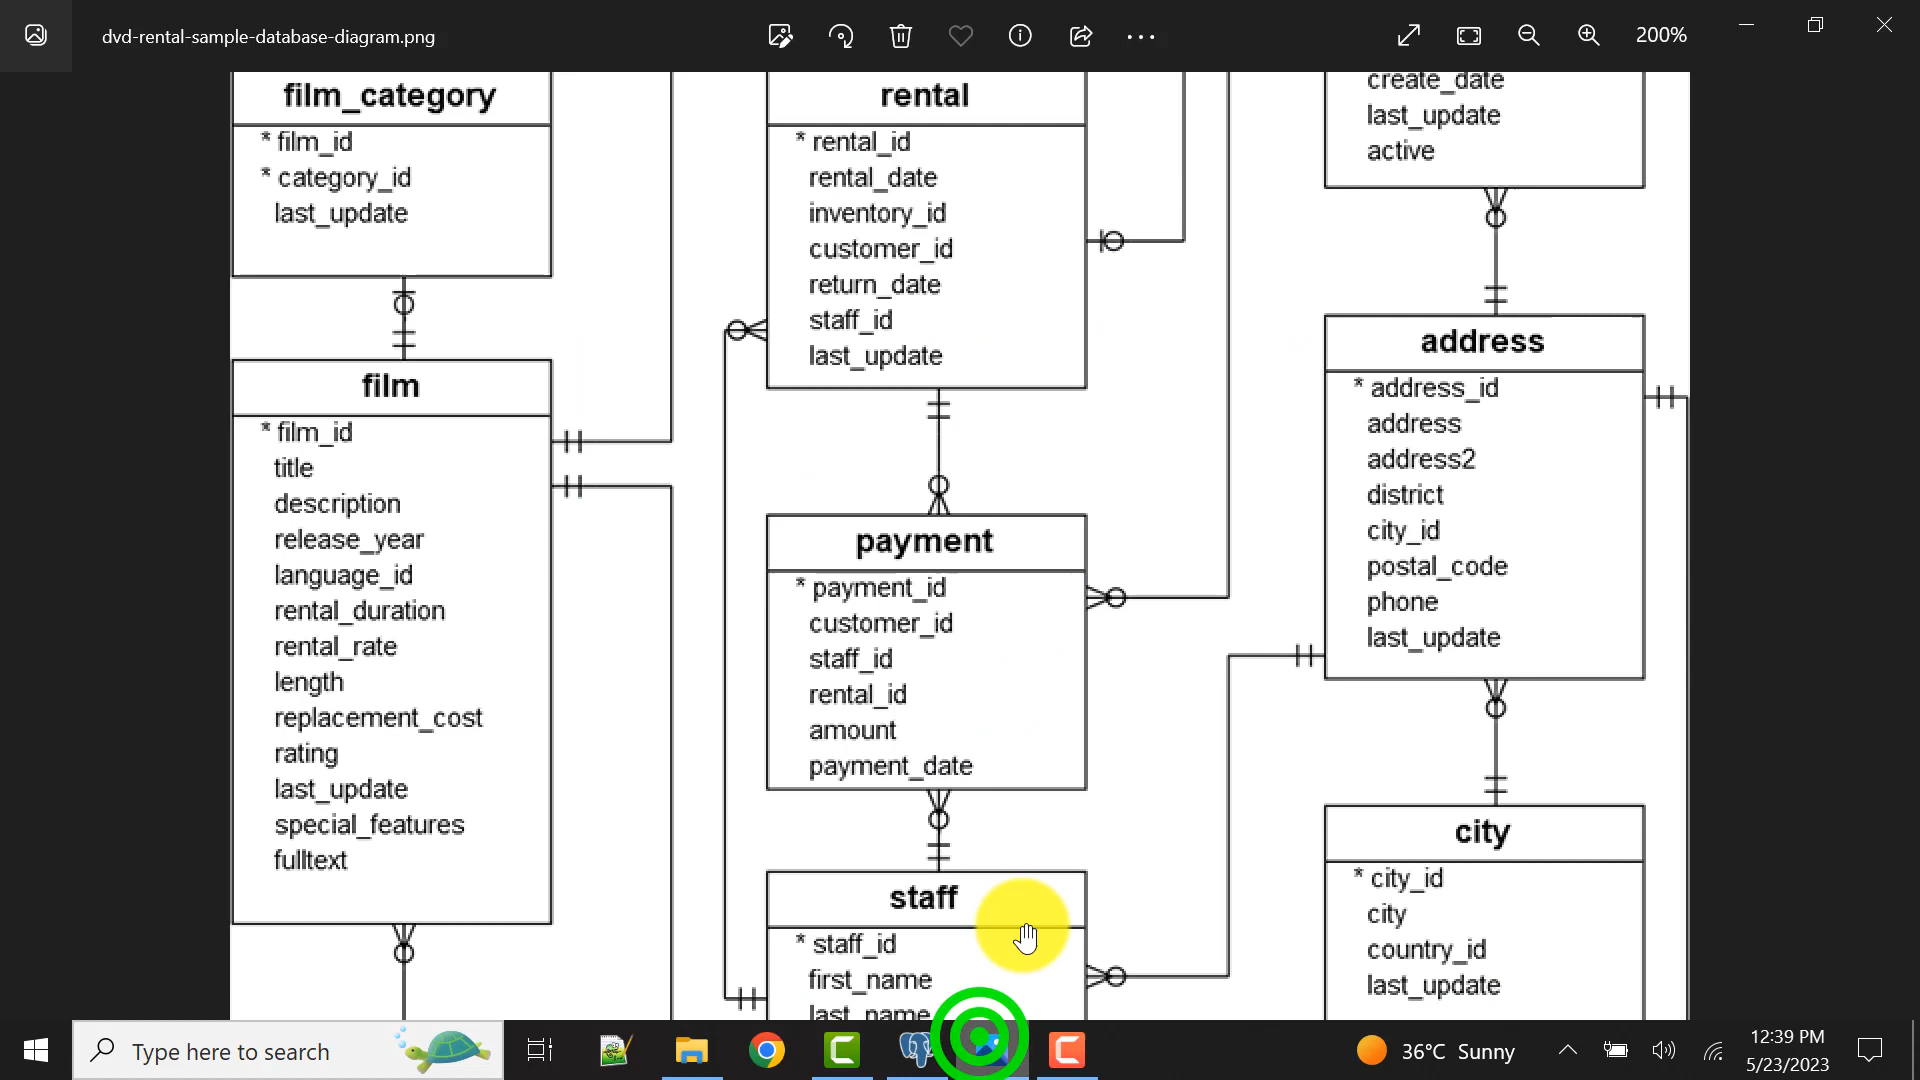 dvd-rental-sample-database-diagram.png
200%
film_category
* film_id
* category_id
last_update
film
* film_id
title
description
release_year
language_id
rental_duration
rental_rate
length
replacement_cost
rating
last_update
special_features
fulltext
rental
* rental_id
rental_date
inventory_id
customer_id
return_date
staff_id
last_update
payment
* payment_id
customer_id
staff_id
rental_id
amount
payment_date
staff
* staff_id
first_name
last_name
create_date
last_update
active
address
* address_id
address
address2
district
city_id
postal_code
phone
last_update
city
* city_id
city
country_id
last_update
Type here to search
36°C Sunny
12:39 PM
5/23/2023